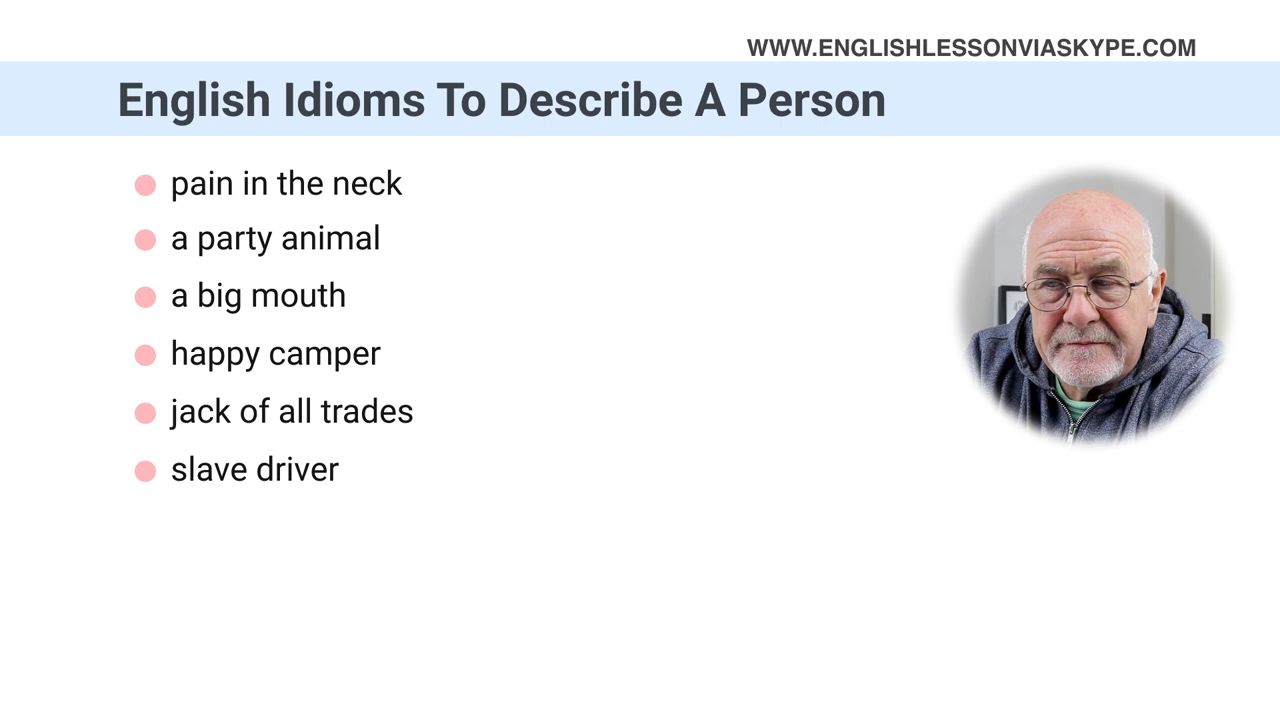 WWW.ENGLISHLESSONVIASKYPE.COM
English Idioms To Describe A Person
pain in the neck
a party animal
a big mouth
happy camper
jack of all trades
slave driver